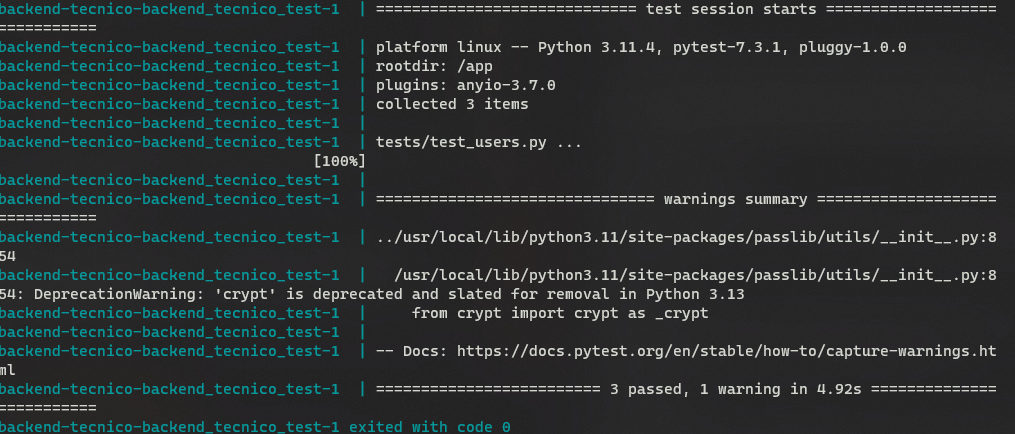 backend-tecnico-backend_tecnico_test-1  | ============================= test session starts ===================
===========
backend-tecnico-backend_tecnico_test-1  | platform linux -- Python 3.11.4, pytest-7.3.1, pluggy-1.0.0
backend-tecnico-backend_tecnico_test-1  | rootdir: /app
backend-tecnico-backend_tecnico_test-1  | plugins: anyio-3.7.0
backend-tecnico-backend_tecnico_test-1  | collected 3 items
backend-tecnico-backend_tecnico_test-1  |
backend-tecnico-backend_tecnico_test-1  | tests/test_users.py ...
                                   [100%]
backend-tecnico-backend_tecnico_test-1  |
backend-tecnico-backend_tecnico_test-1  | =============================== warnings summary ====================
===========
backend-tecnico-backend_tecnico_test-1  | ../usr/local/lib/python3.11/site-packages/passlib/utils/__init__.py:8
54
backend-tecnico-backend_tecnico_test-1  |   /usr/local/lib/python3.11/site-packages/passlib/utils/__init__.py:8
54: DeprecationWarning: 'crypt' is deprecated and slated for removal in Python 3.13
backend-tecnico-backend_tecnico_test-1  |     from crypt import crypt as _crypt
backend-tecnico-backend_tecnico_test-1  |
backend-tecnico-backend_tecnico_test-1  | -- Docs: https://docs.pytest.org/en/stable/how-to/capture-warnings.ht
ml
backend-tecnico-backend_tecnico_test-1  | ========================= 3 passed, 1 warning in 4.92s ==============
===========
backend-tecnico-backend_tecnico_test-1 exited with code 0